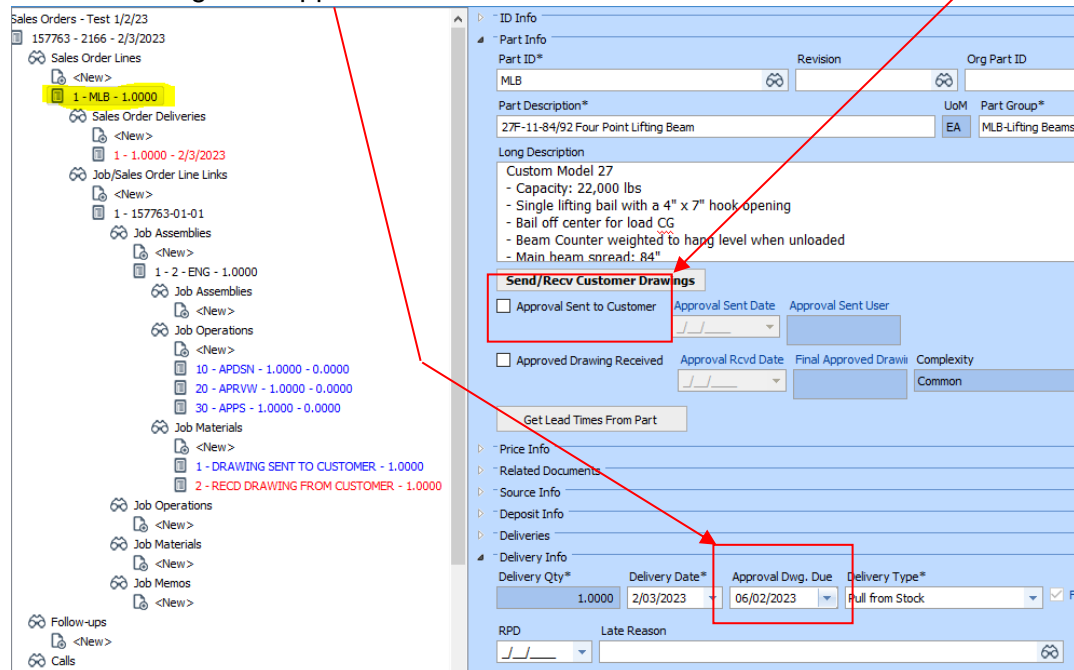 Sales Orders - Test 1/2/23
157763 - 2166 - 2/3/2023
Sales Order Lines
<New>
1 - MLB - 1.0000
Sales Order Deliveries
<New>
1 - 1.0000 - 2/3/2023
Job/Sales Order Line Links
<New>
1 - 157763-01-01
Job Assemblies
<New>
1 - 2 - ENG - 1.0000
Job Assemblies
<New>
Job Operations
<New>
10 - APDSN - 1.0000 - 0.0000
20 - APRVW - 1.0000 - 0.0000
30 - APPS - 1.0000 - 0.0000
Job Materials
<New>
1 - DRAWING SENT TO CUSTOMER - 1.0000
2 - RECD DRAWING FROM CUSTOMER - 1.0000
Job Operations
<New>
Job Materials
<New>
Job Memos
<New>
Follow-ups
<New>
Calls
ID Info
Part Info
Part ID* Revision Org Part ID
MLB
Part Description* UoM Part Group*
27F-11-84/92 Four Point Lifting Beam EA MLB-Lifting Beams
Long Description
Custom Model 27
- Capacity: 22,000 lbs
- Single lifting bail with a 4" x 7" hook opening
- Bail off center for load CG
- Beam Counter weighted to hang level when unloaded
- Main beam spread: 84"
Send/Recv Customer Drawings
Approval Sent to Customer Approval Sent Date Approval Sent User
_/_/____
Approved Drawing Received Approval Rcvd Date Final Approved Drawi Complexity
_/_/____ Common
Get Lead Times From Part
Price Info
Related Documents
Source Info
Deposit Info
Deliveries
Delivery Info
Delivery Qty* Delivery Date* Approval Dwg. Due Delivery Type*
1.0000 2/03/2023 06/02/2023 Pull from Stock F
RPD Late Reason
_/_/____